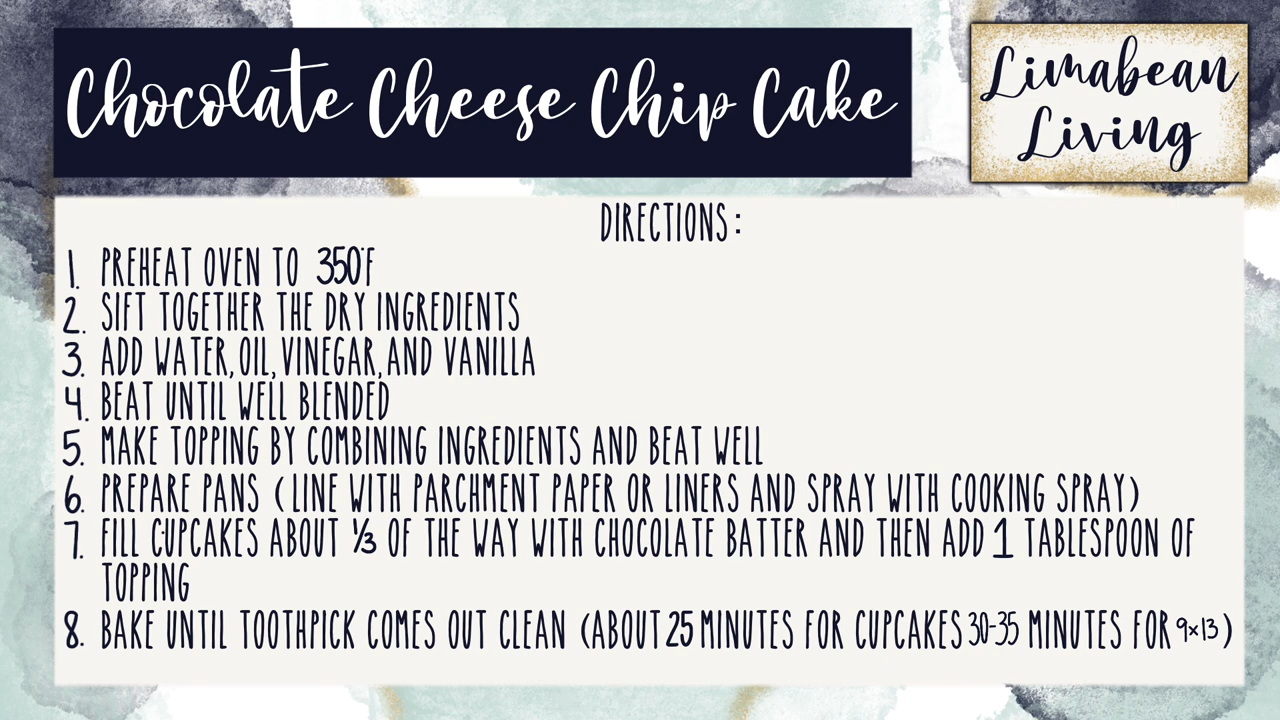 Chocolate Cheese Chip Cake
Limabean
Living
DIRECTIONS:
1. PREHEAT OVEN TO 350°F
2. SIFT TOGETHER THE DRY INGREDIENTS
3. ADD WATER, OIL, VINEGAR, AND VANILLA
4. BEAT UNTIL WELL BLENDED
5. MAKE TOPPING BY COMBINING INGREDIENTS AND BEAT WELL
6. PREPARE PANS (LINE WITH PARCHMENT PAPER OR LINERS AND SPRAY WITH COOKING SPRAY)
7. FILL CUPCAKES ABOUT ⅓ OF THE WAY WITH CHOCOLATE BATTER AND THEN ADD 1 TABLESPOON OF
TOPPING
8. BAKE UNTIL TOOTHPICK COMES OUT CLEAN (ABOUT 25 MINUTES FOR CUPCAKES 30-35 MINUTES FOR 9x13)